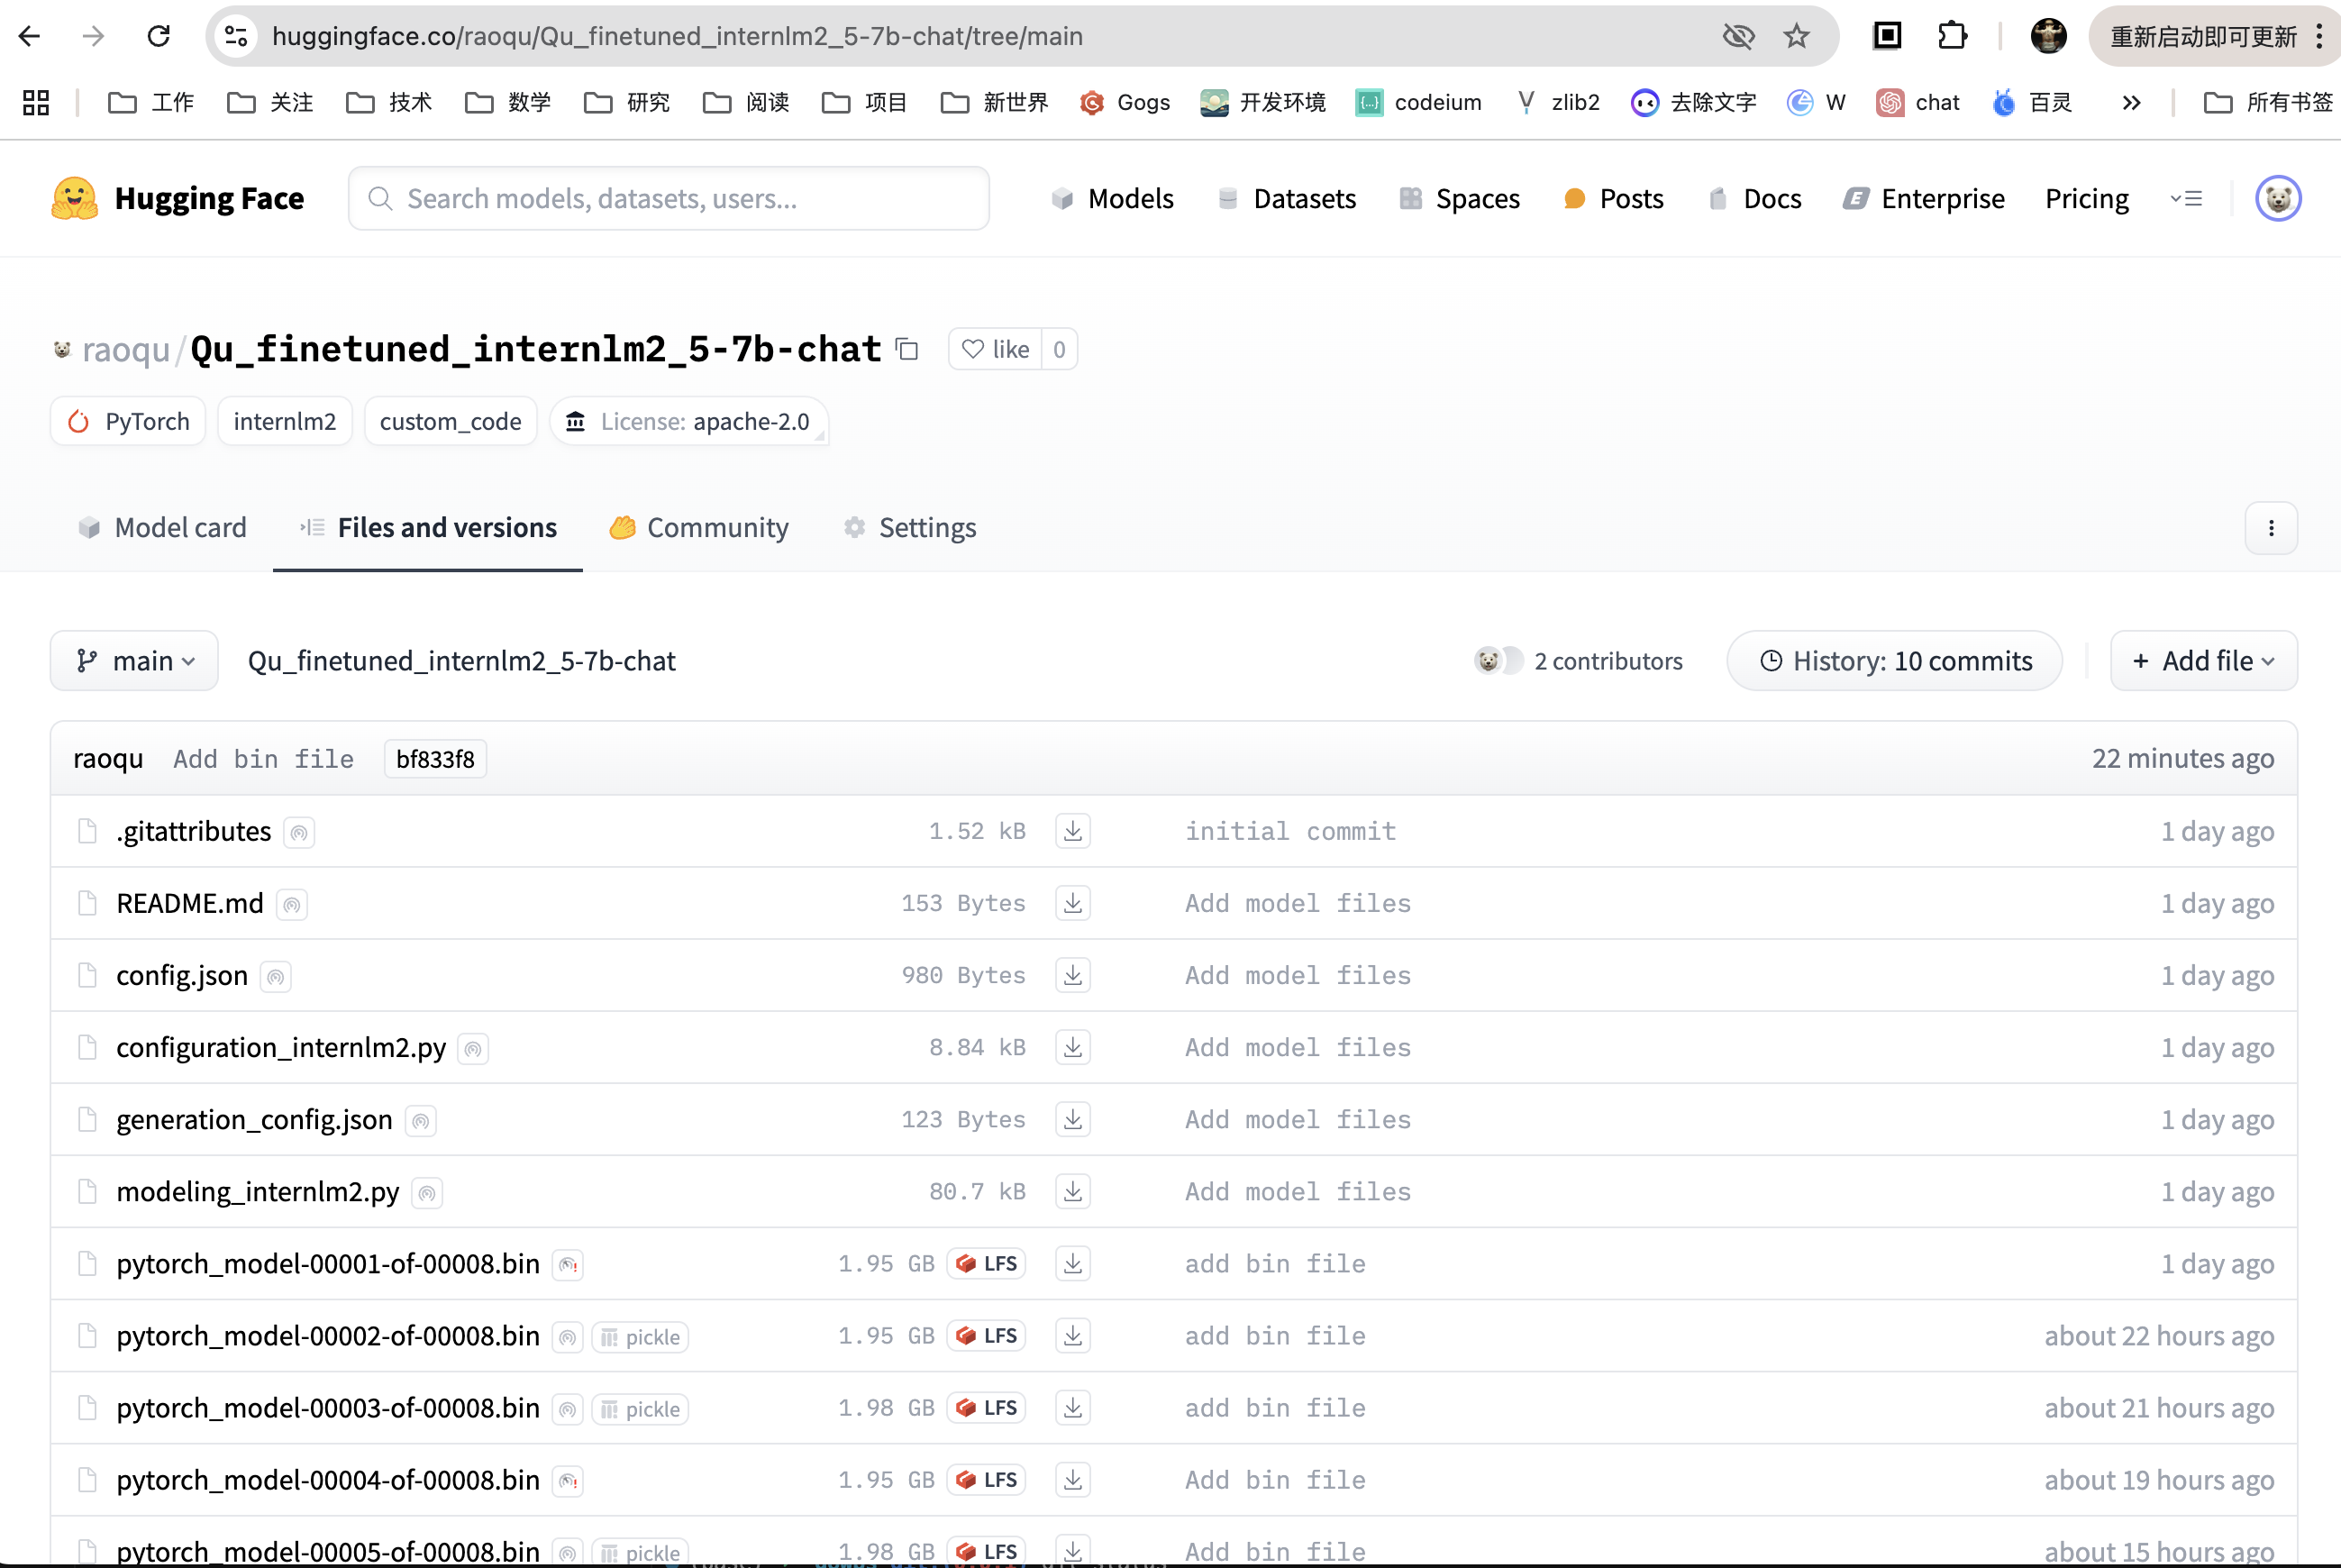 huggingface.co/raoqu/Qu_finetuned_internlm2_5-7b-chat/tree/main 重新启动即可更新
工作 关注 技术 数学 研究 阅读 项目 新世界 Gogs 开发环境 codeium zlib2 去除文字 W chat 百灵 » 所有书签
Hugging Face Search models, datasets, users... Models Datasets Spaces Posts Docs Enterprise Pricing
raoqu/Qu_finetuned_internlm2_5-7b-chat like 0
PyTorch internlm2 custom_code License: apache-2.0
Model card Files and versions Community Settings
main Qu_finetuned_internlm2_5-7b-chat 2 contributors History: 10 commits + Add file
raoqu Add bin file bf833f8 22 minutes ago
.gitattributes 1.52 kB initial commit 1 day ago
README.md 153 Bytes Add model files 1 day ago
config.json 980 Bytes Add model files 1 day ago
configuration_internlm2.py 8.84 kB Add model files 1 day ago
generation_config.json 123 Bytes Add model files 1 day ago
modeling_internlm2.py 80.7 kB Add model files 1 day ago
pytorch_model-00001-of-00008.bin 1.95 GB LFS add bin file 1 day ago
pytorch_model-00002-of-00008.bin pickle 1.95 GB LFS add bin file about 22 hours ago
pytorch_model-00003-of-00008.bin pickle 1.98 GB LFS add bin file about 21 hours ago
pytorch_model-00004-of-00008.bin 1.95 GB LFS Add bin file about 19 hours ago
pytorch_model-00005-of-00008.bin pickle 1.98 GB LFS Add bin file about 15 hours ago